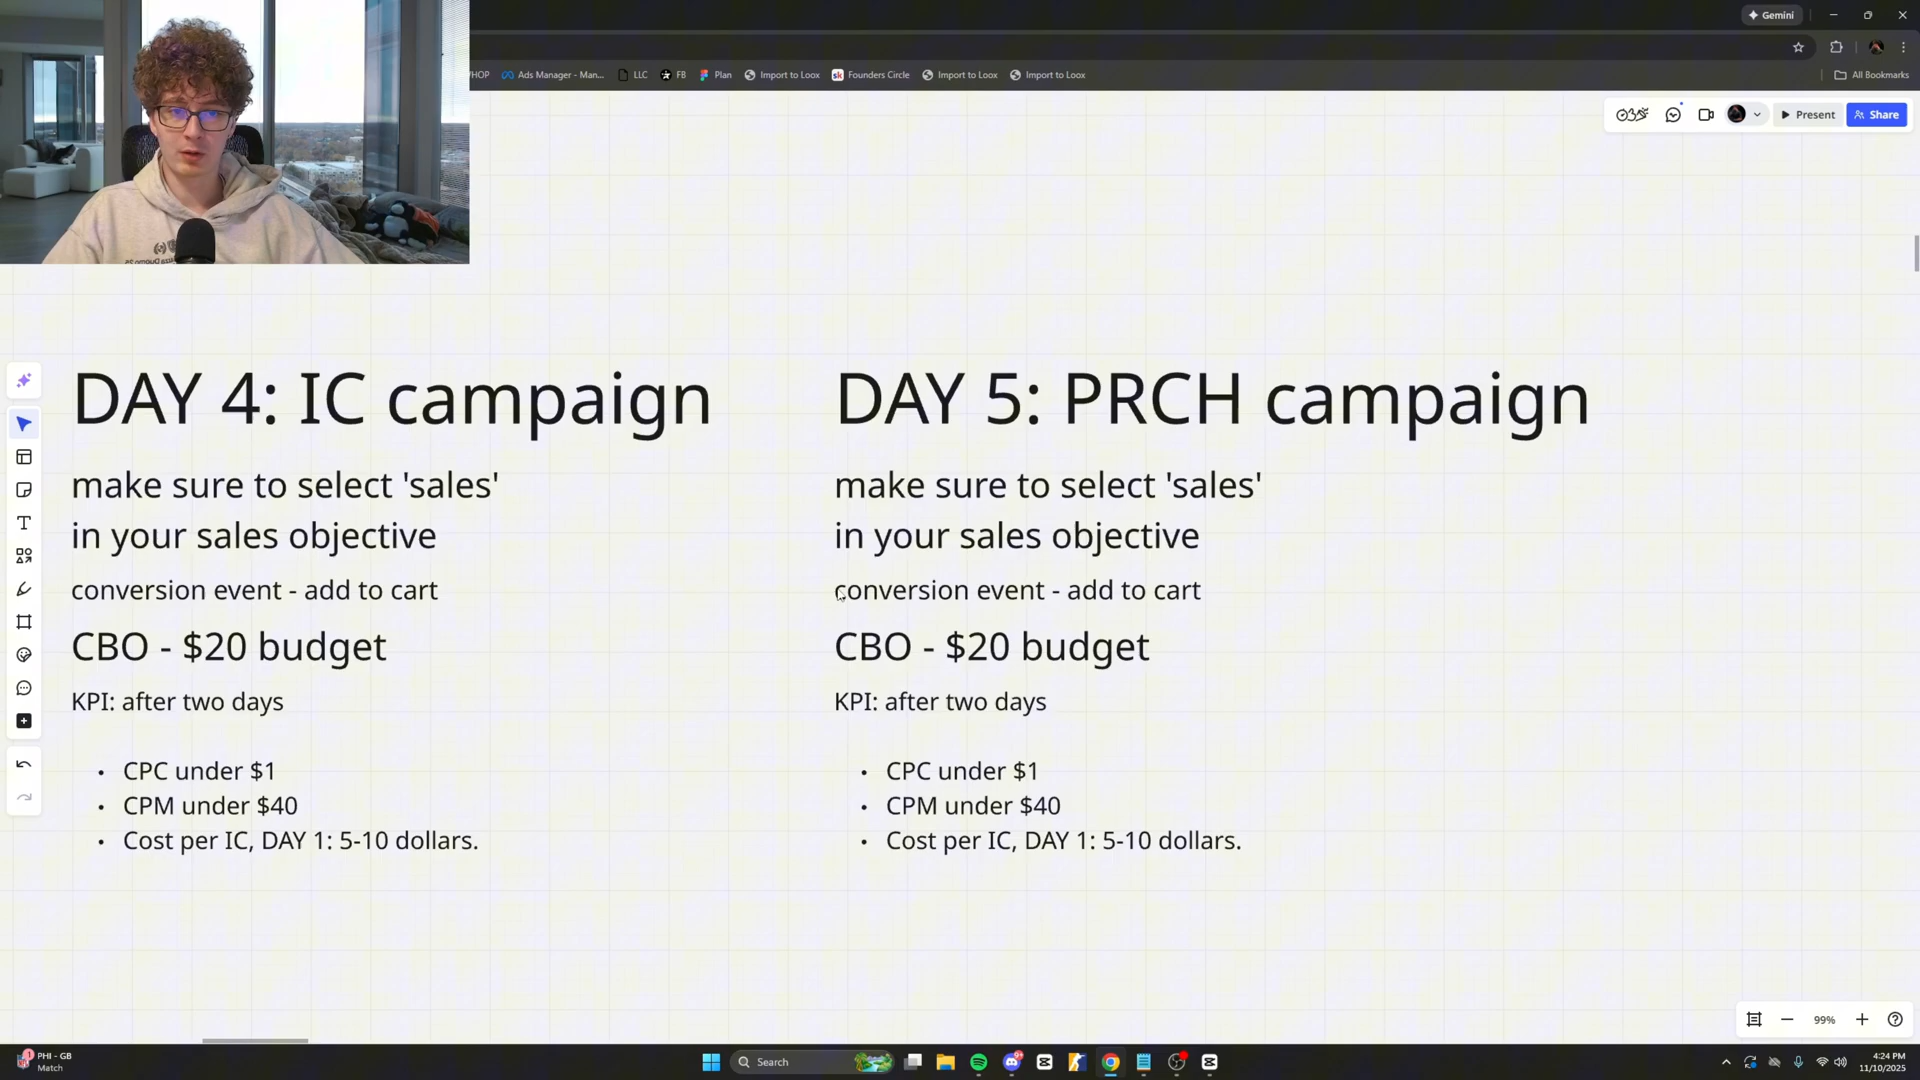 Gemini
HOP
Ads Manager - Man...
LLC
FB
Plan
Import to Loox
sk
Founders Circle
Import to Loox
Import to Loox
All Bookmarks
Present
Share
DAY 4: IC campaign
make sure to select 'sales'
in your sales objective
conversion event - add to cart
CBO - $20 budget
KPI: after two days
• CPC under $1
• CPM under $40
• Cost per IC, DAY 1: 5-10 dollars.
DAY 5: PRCH campaign
make sure to select 'sales'
in your sales objective
conversion event - add to cart
CBO - $20 budget
KPI: after two days
• CPC under $1
• CPM under $40
• Cost per IC, DAY 1: 5-10 dollars.
99%
1
PHI - GB
Match
Search
4:24 PM
11/10/2025